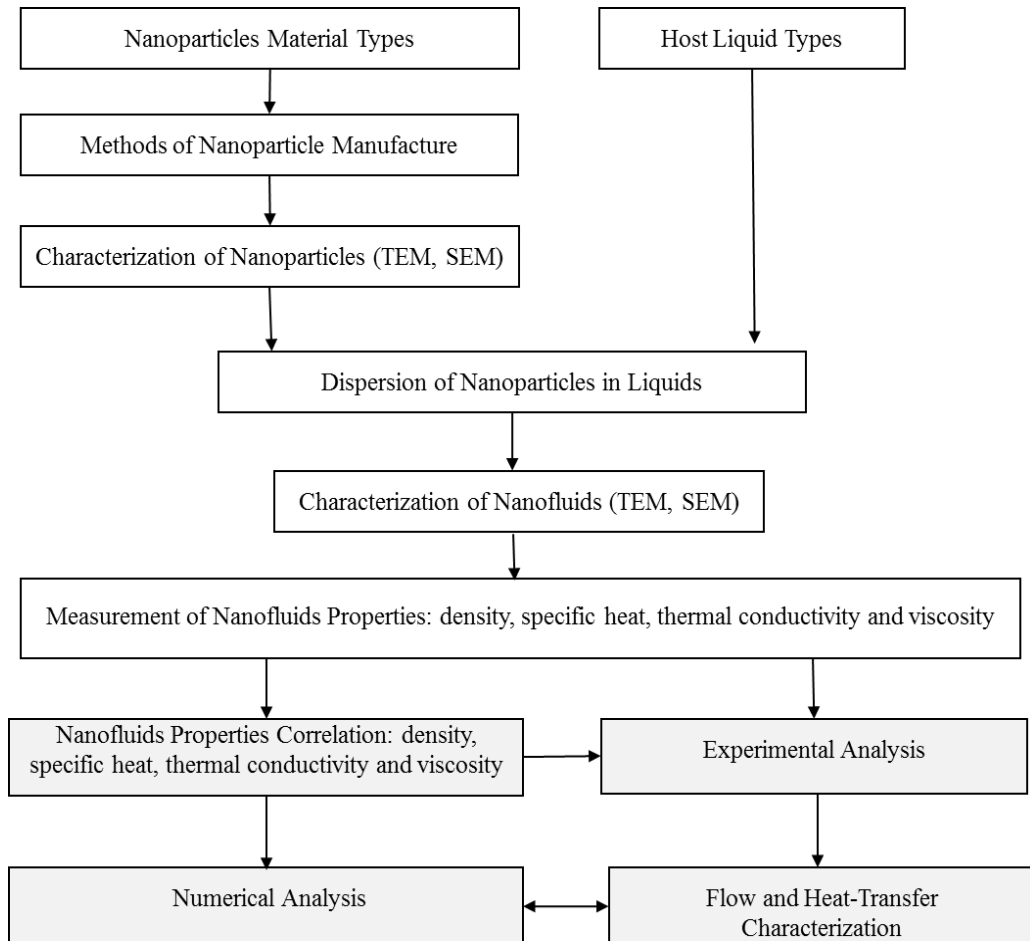 Nanoparticles Material Types
Host Liquid Types
Methods of Nanoparticle Manufacture
Characterization of Nanoparticles (TEM, SEM)
Dispersion of Nanoparticles in Liquids
Characterization of Nanofluids (TEM, SEM)
Measurement of Nanofluids Properties: density, specific heat, thermal conductivity and viscosity
Nanofluids Properties Correlation: density,
specific heat, thermal conductivity and viscosity
Experimental Analysis
Numerical Analysis
Flow and Heat-Transfer
Characterization